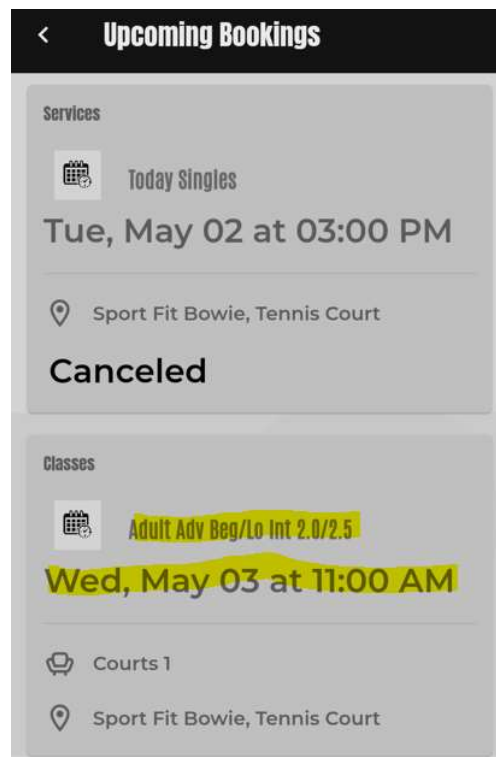 Upcoming Bookings
Services
Today Singles
Tue, May 02 at 03:00 PM
Sport Fit Bowie, Tennis Court
Canceled
Classes
Adult Adv Beg/Lo Int 2.0/2.5
Wed, May 03 at 11:00 AM
Courts 1
Sport Fit Bowie, Tennis Court